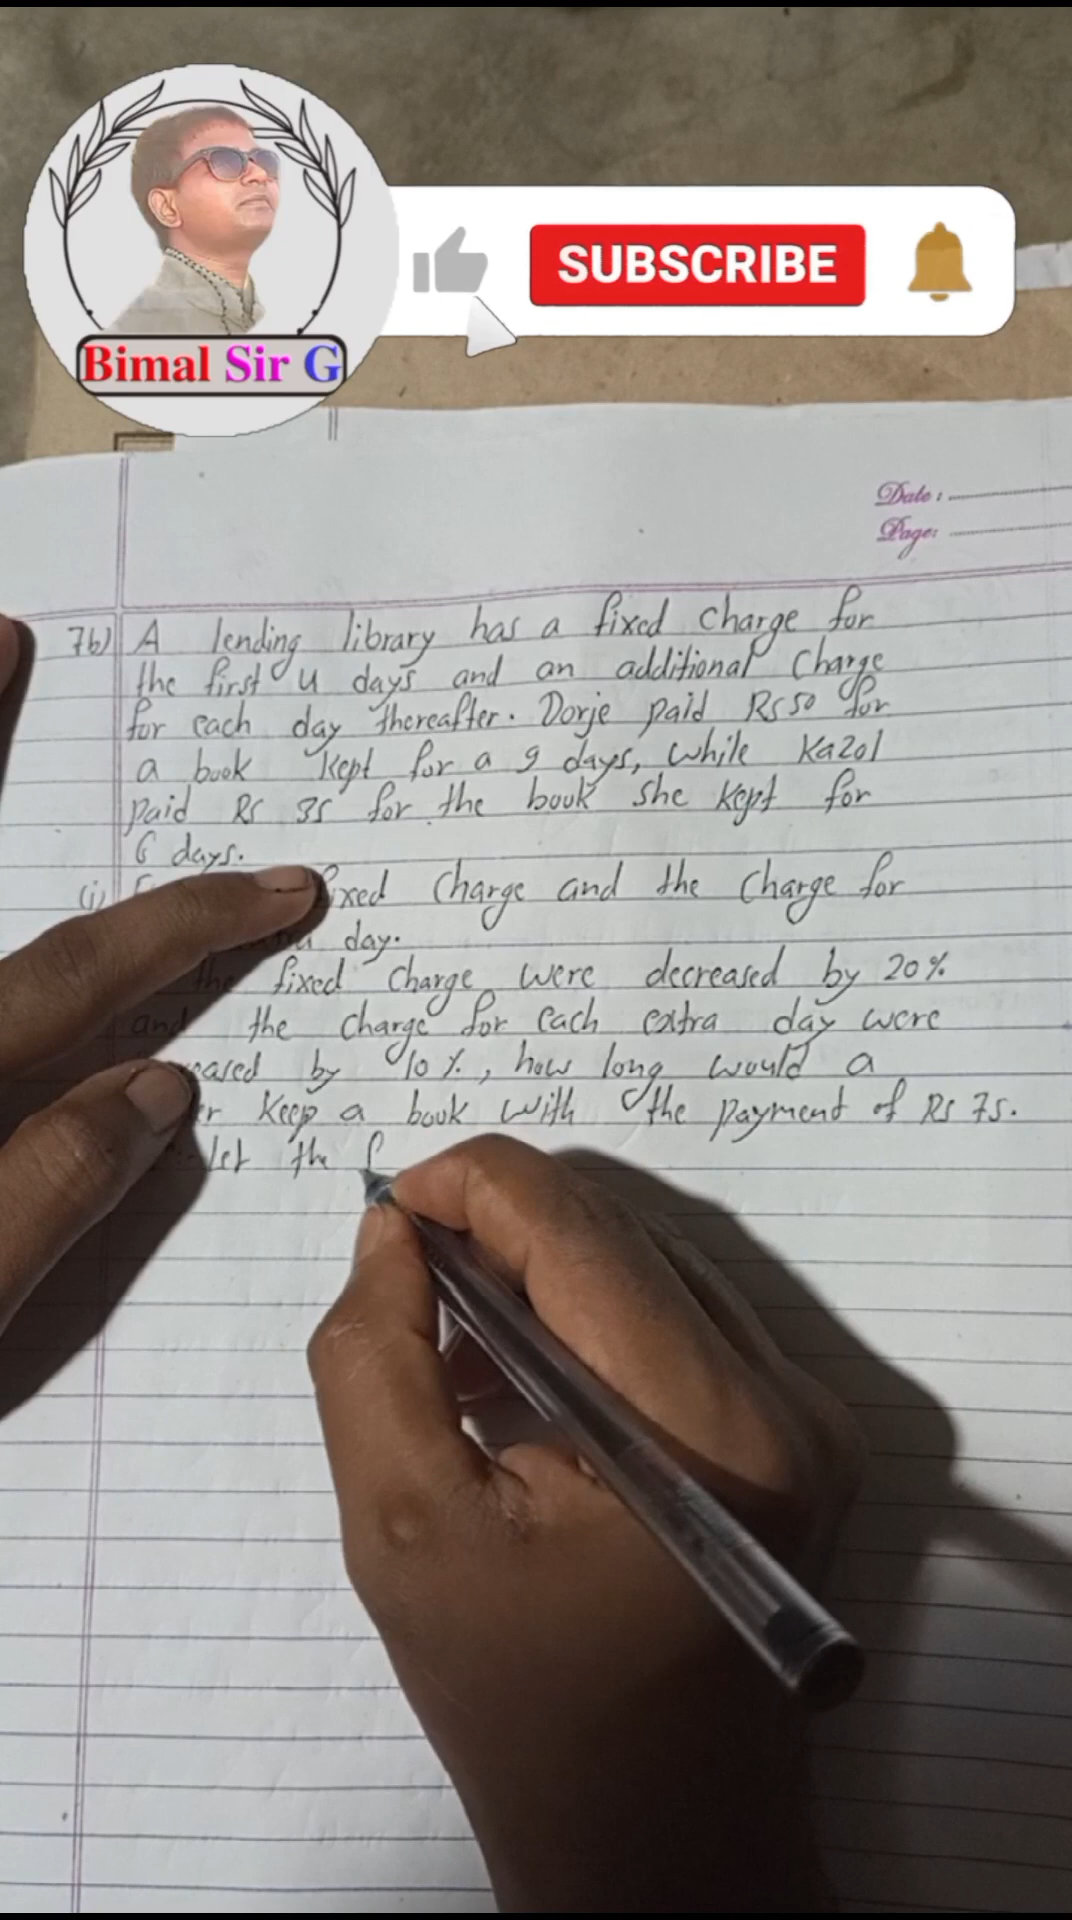 Bimal Sir G
SUBSCRIBE
Date:
Page:
7b) A lending library has a fixed charge for
the first 4 days and an additional charge
for each day thereafter. Dorje paid Rs 50 for
a book kept for a 9 days, while Kazol
paid Rs 35 for the book she kept for
6 days.
(i) fixed charge and the charge for
day.
the fixed charge were decreased by 20%
and the charge for each extra day were
by 10%, how long would a
keep a book with the payment of Rs 75.
let the f